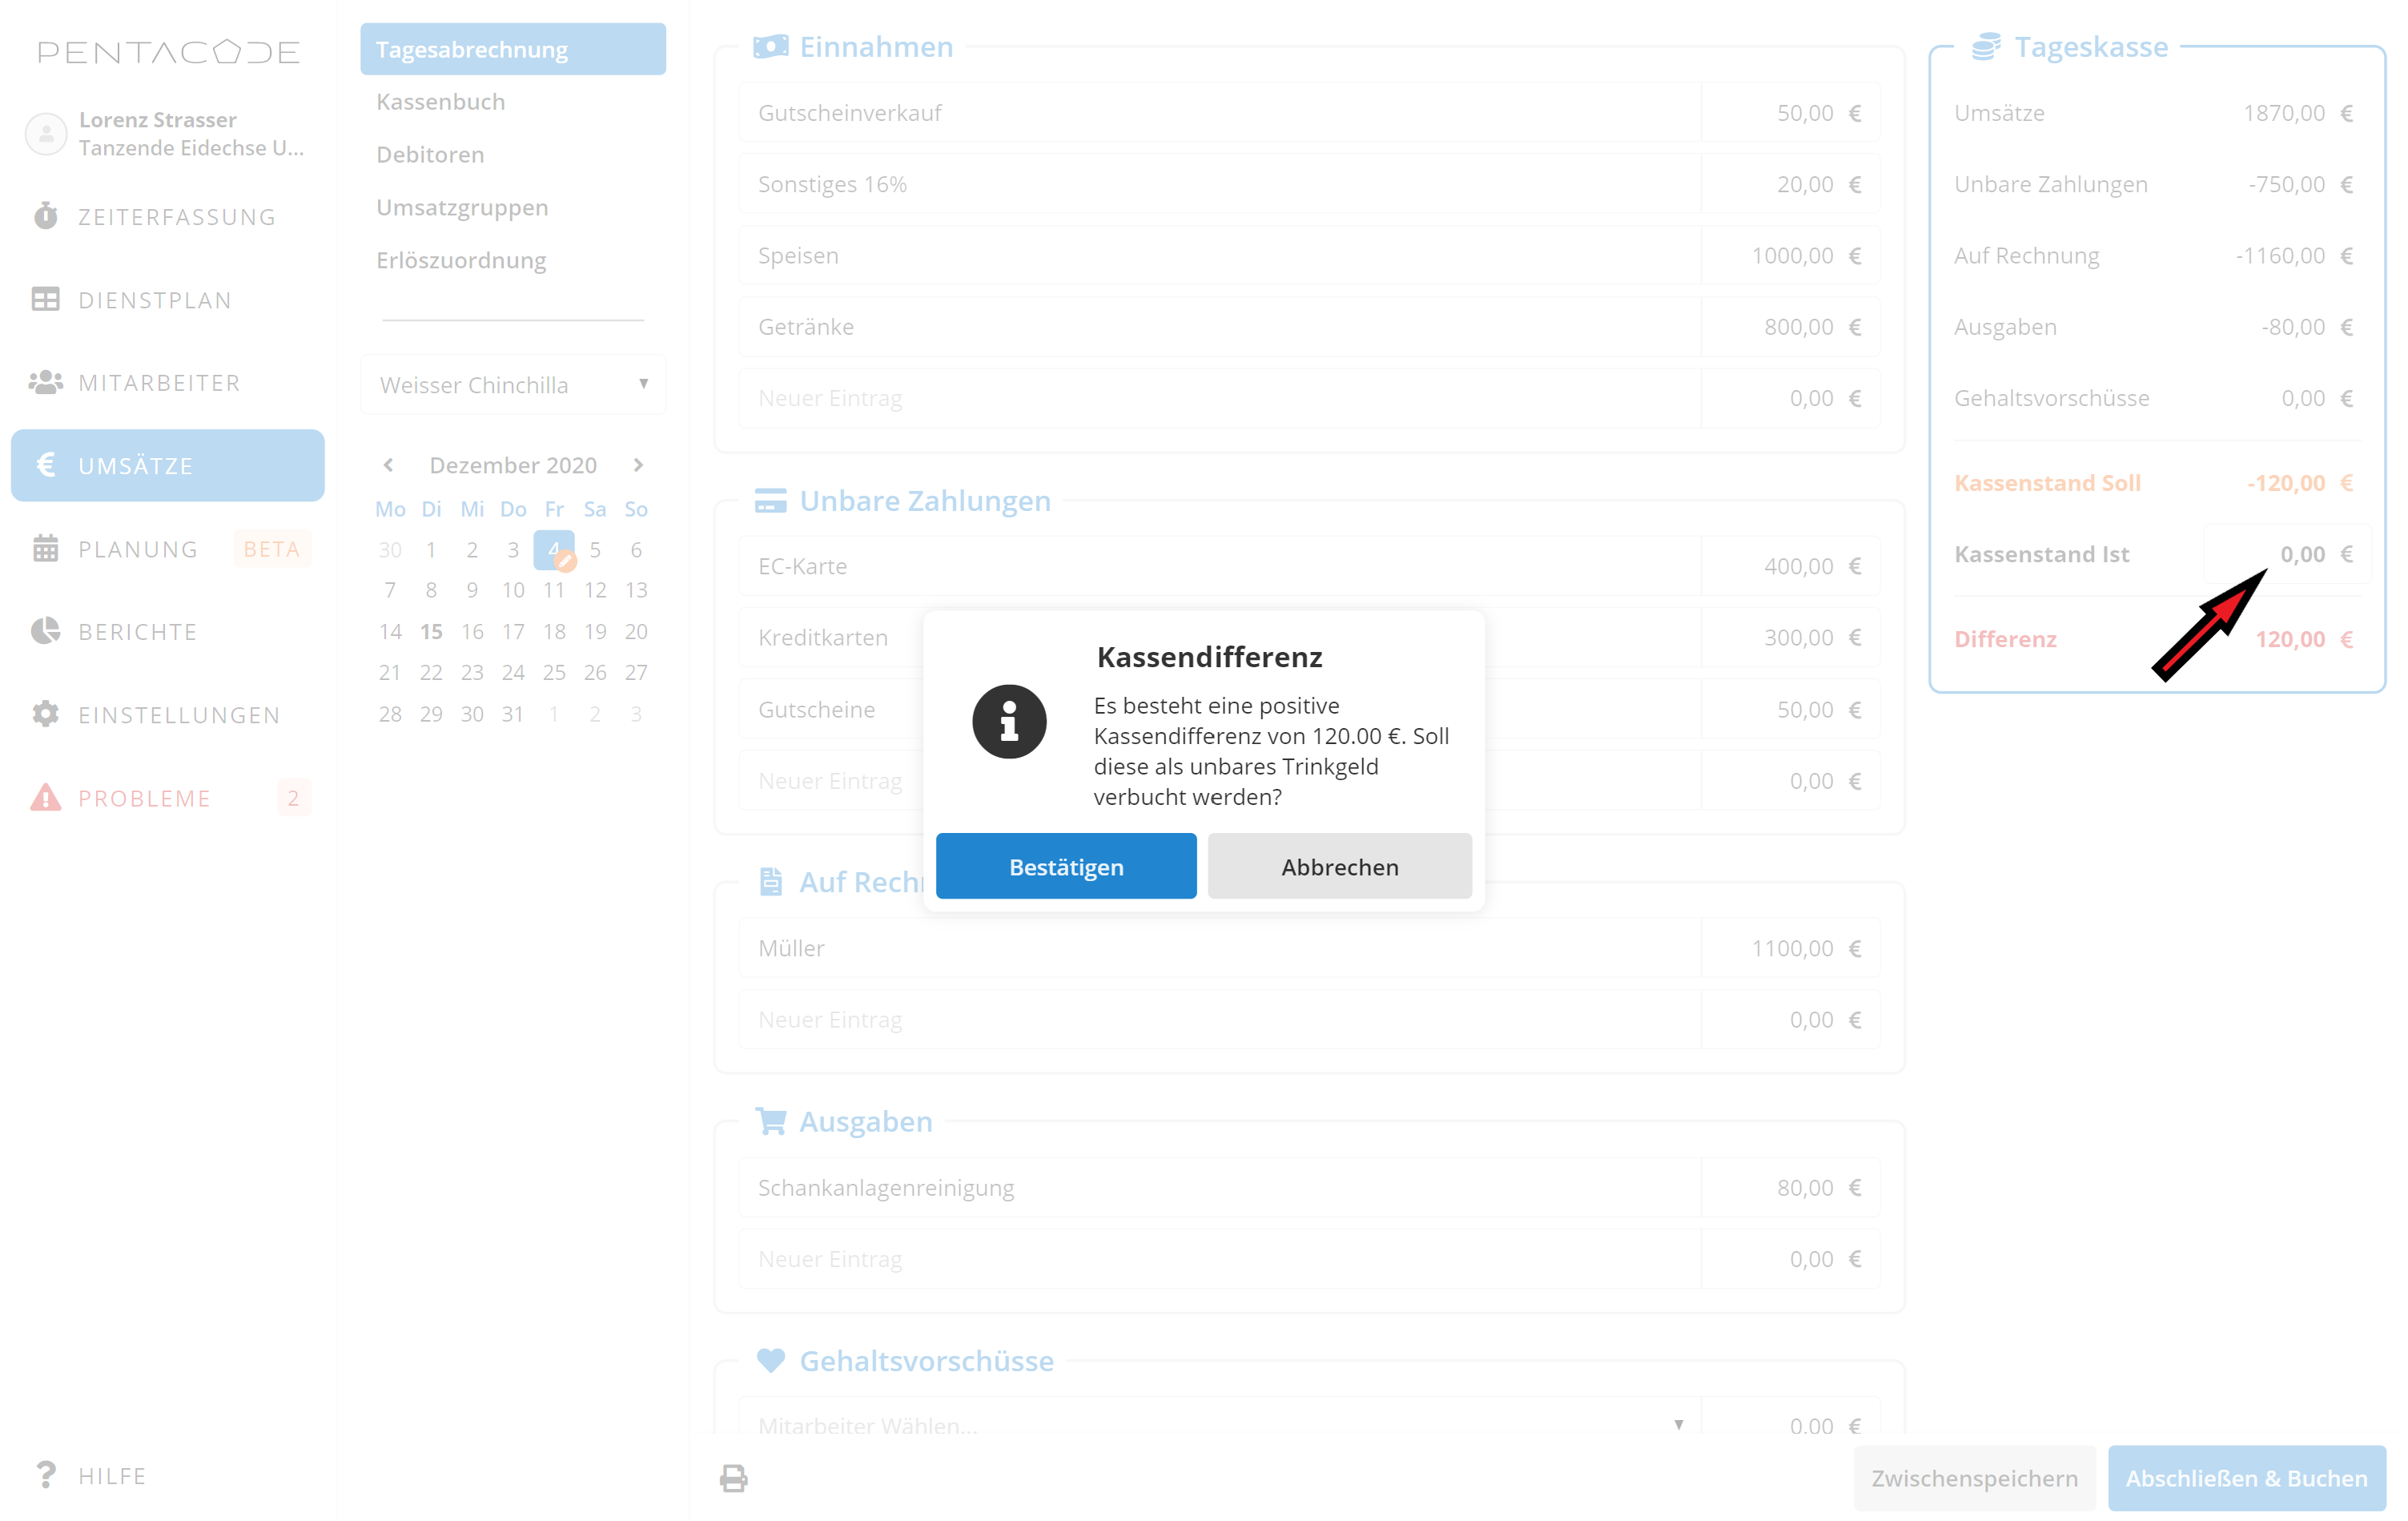 PENTACODE
Lorenz Strasser
Tanzende Eidechse U...
ZEITERFASSUNG
DIENSTPLAN
MITARBEITER
€ UMSÄTZE
PLANUNG BETA
BERICHTE
EINSTELLUNGEN
PROBLEME 2
? HILFE
Tagesabrechnung
Kassenbuch
Debitoren
Umsatzgruppen
Erlöszuordnung
Weisser Chinchilla
Dezember 2020
Mo Di Mi Do Fr Sa So
30 1 2 3 4 5 6
7 8 9 10 11 12 13
14 15 16 17 18 19 20
21 22 23 24 25 26 27
28 29 30 31 1 2 3
Einnahmen
Gutscheinverkauf 50,00 €
Sonstiges 16% 20,00 €
Speisen 1000,00 €
Getränke 800,00 €
Neuer Eintrag 0,00 €
Unbare Zahlungen
EC-Karte 400,00 €
Kreditkarten 300,00 €
Gutscheine 50,00 €
Neuer Eintrag 0,00 €
Kassendifferenz
Es besteht eine positive
Kassendifferenz von 120.00 €. Soll
diese als unbares Trinkgeld
verbucht werden?
Bestätigen Abbrechen
Auf Rech
Müller 1100,00 €
Neuer Eintrag 0,00 €
Ausgaben
Schankanlagenreinigung 80,00 €
Neuer Eintrag 0,00 €
Gehaltsvorschüsse
Mitarbeiter Wählen... 0,00 €
Tageskasse
Umsätze 1870,00 €
Unbare Zahlungen -750,00 €
Auf Rechnung -1160,00 €
Ausgaben -80,00 €
Gehaltsvorschüsse 0,00 €
Kassenstand Soll -120,00 €
Kassenstand Ist 0,00 €
Differenz 120,00 €
Zwischenspeichern Abschließen & Buchen